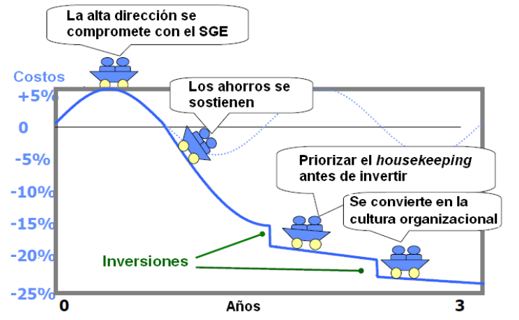 La alta dirección se
compromete con el SGE
Costos
+5%
0
-5%
-10%
-15%
-20%
-25%
Los ahorros se
sostienen
Priorizar el housekeeping
antes de invertir
Se convierte en la
cultura organizacional
Inversiones
0
Años
3